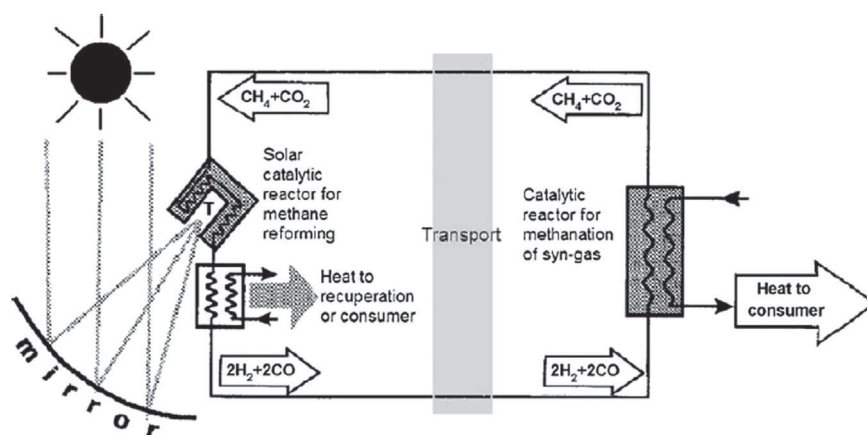 CH₄+CO₂
CH₄+CO₂
Solar
catalytic
reactor for
methane
reforming
T
Catalytic
reactor for
methanation
of syn-gas
Transport
Heat to
recuperation
or consumer
Heat to
consumer
2H₂+2CO
2H₂+2CO
mirror